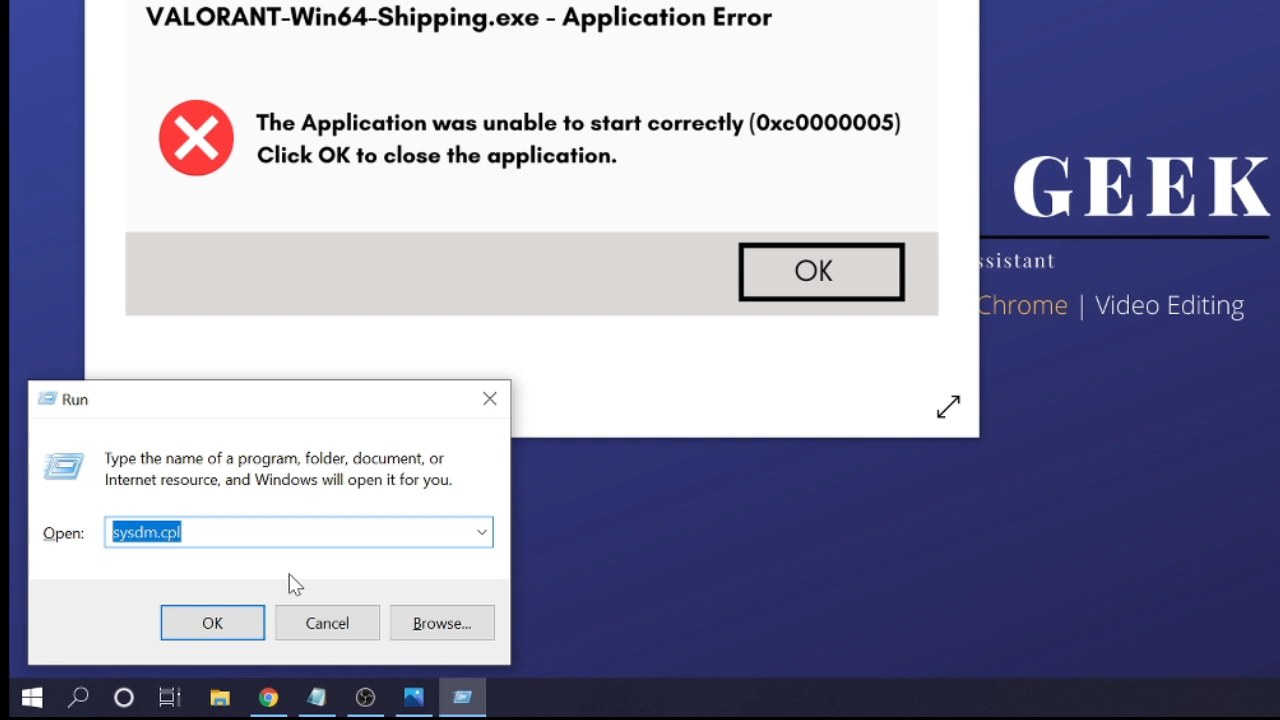 VALORANT-Win64-Shipping.exe - Application Error
The Application was unable to start correctly (0xc0000005)
Click OK to close the application.
OK
GEEK
ssistant
Chrome | Video Editing
Run
Type the name of a program, folder, document, or
Internet resource, and Windows will open it for you.
Open: sysdm.cpl
OK Cancel Browse...